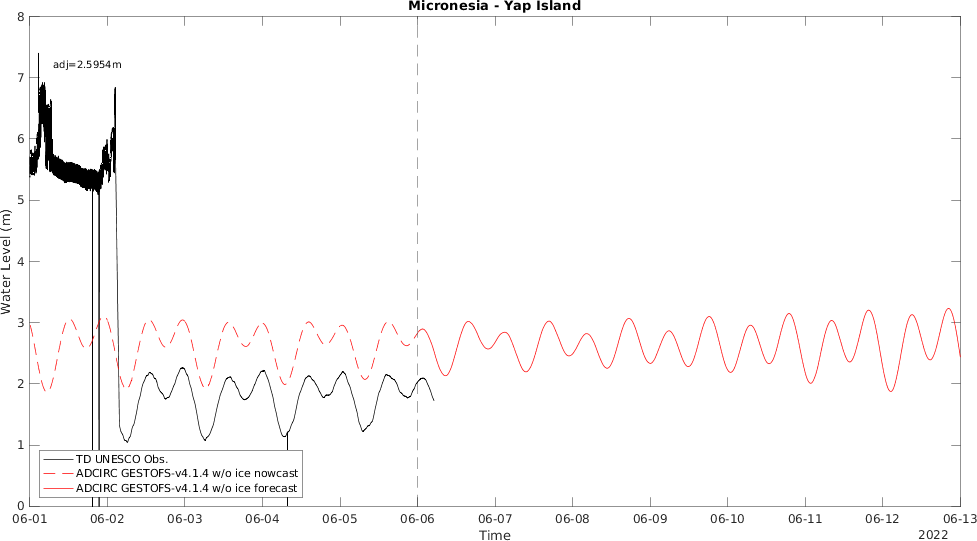 Micronesia - Yap Island
8
7
6
5
4
3
2
1
0
Water Level (m)
adj=2.5954m
TD UNESCO Obs.
ADCIRC GESTOFS-v4.1.4 w/o ice nowcast
ADCIRC GESTOFS-v4.1.4 w/o ice forecast
06-01 06-02 06-03 06-04 06-05 06-06 06-07 06-08 06-09 06-10 06-11 06-12 06-13
Time
2022